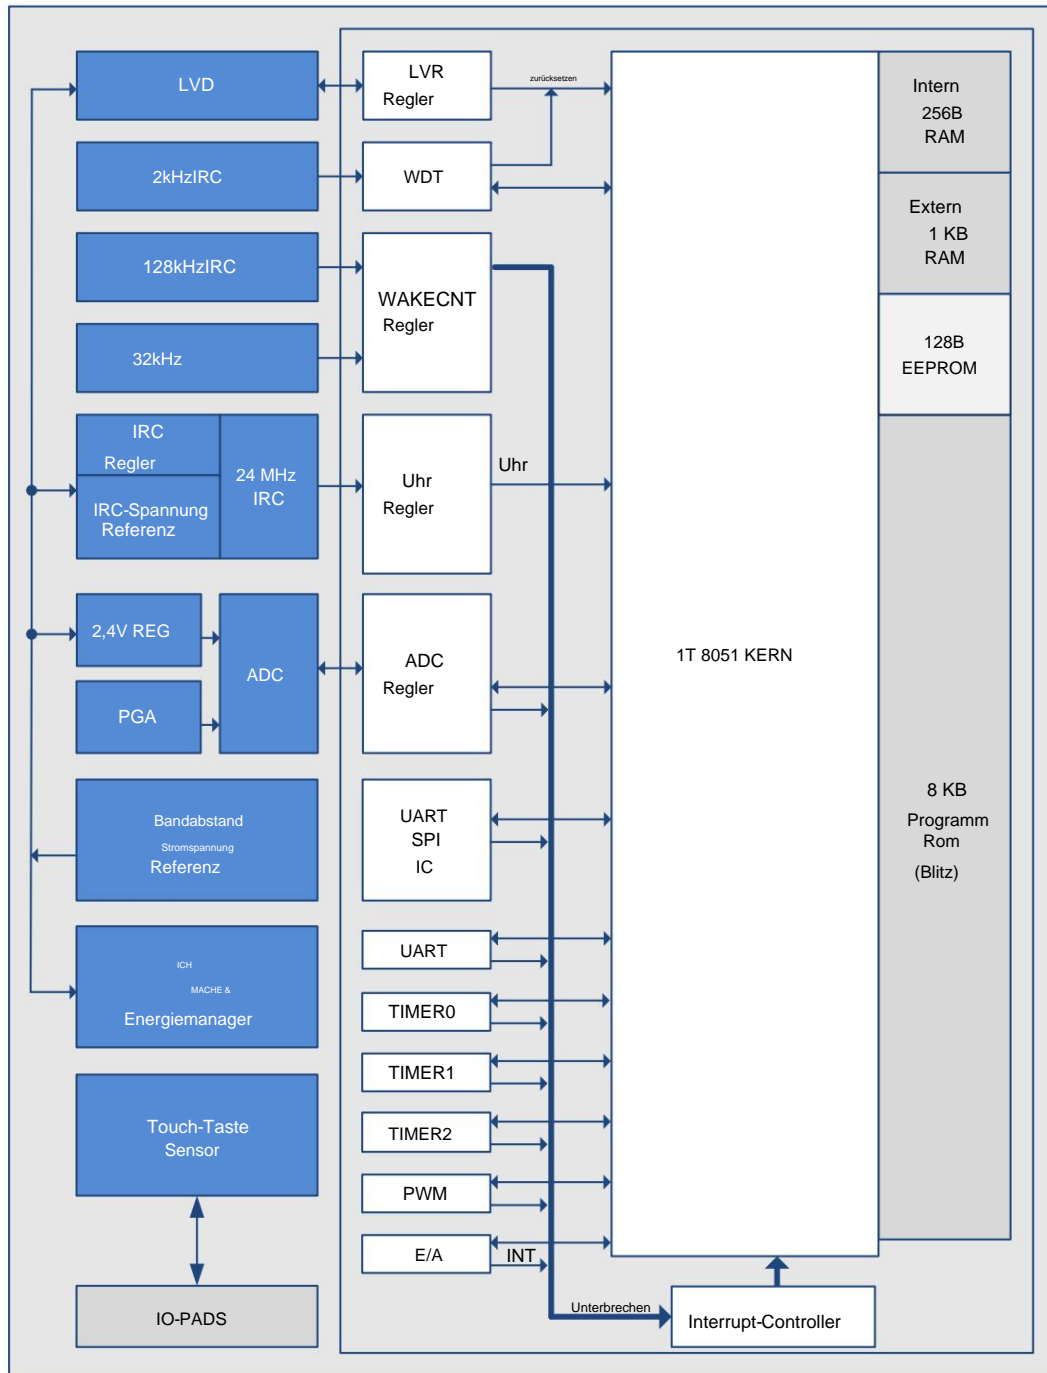 LVD
LVR
Regler
zurücksetzen
Intern
256B
RAM
2kHzIRC
WDT
Extern
1 KB
RAM
128kHzIRC
WAKECNT
Regler
32kHz
128B
EEPROM
IRC
Regler
IRC-Spannung
Referenz
24 MHz
IRC
Uhr
Regler
Uhr
2,4V REG
PGA
ADC
ADC
Regler
1T 8051 KERN
Bandabstand
Stromspannung
Referenz
UART
SPI
IC
8 KB
Programm
Rom
(Blitz)
ICH
MACHE &
Energiemanager
UART
TIMER0
TIMER1
TIMER2
PWM
E/A
INT
Touch-Taste
Sensor
IO-PADS
Unterbrechen
Interrupt-Controller